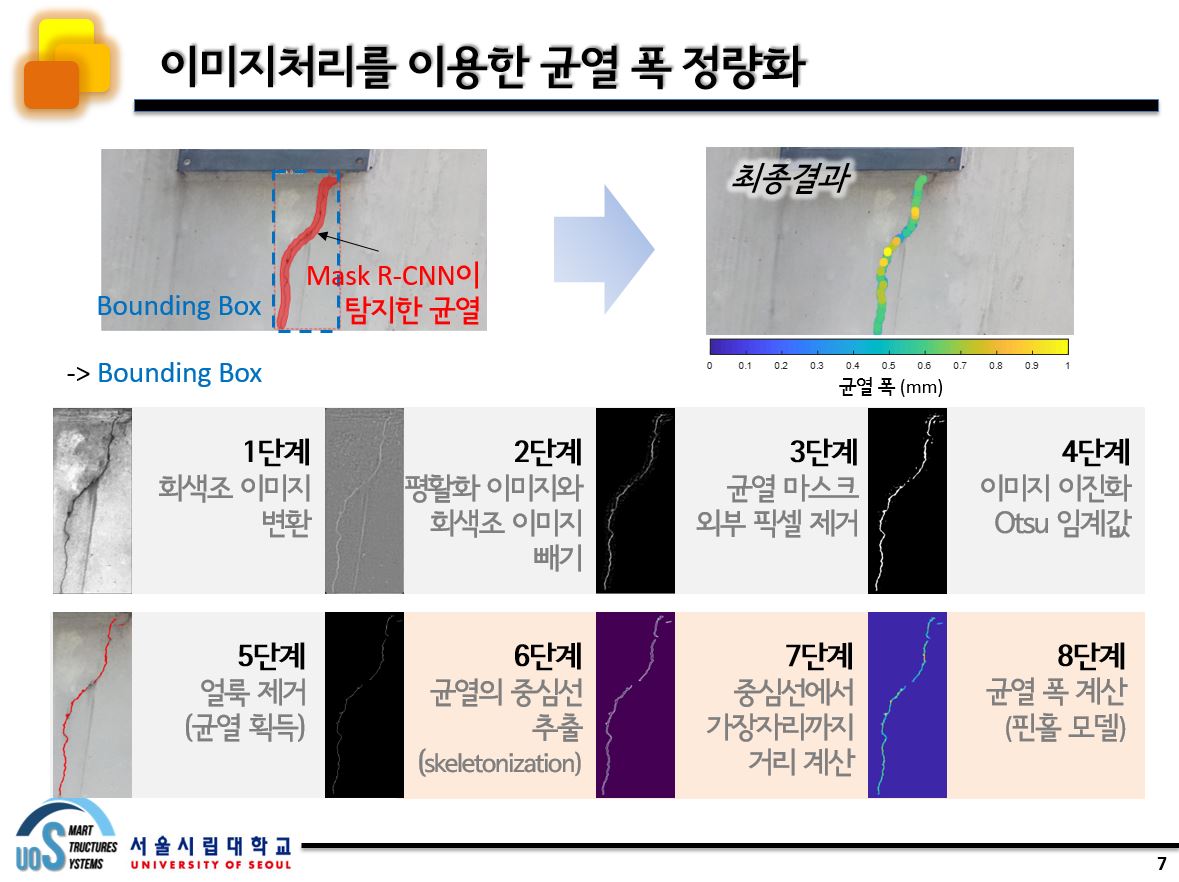 이미지처리를 이용한 균열 폭 정량화
Mask R-CNN이
탐지한 균열
Bounding Box
-> Bounding Box
최종결과
0 0.1 0.2 0.3 0.4 0.5 0.6 0.7 0.8 0.9 1
균열 폭 (mm)
1단계
회색조 이미지
변환
2단계
평활화 이미지와
회색조 이미지
빼기
3단계
균열 마스크
외부 픽셀 제거
4단계
이미지 이진화
Otsu 임계값
5단계
얼룩 제거
(균열 획득)
6단계
균열의 중심선
추출
(skeletonization)
7단계
중심선에서
가장자리까지
거리 계산
8단계
균열 폭 계산
(핀홀 모델)
UOS SMART
STRUCTURES
SYSTEMS
서울시립대학교
UNIVERSITY OF SEOUL
7